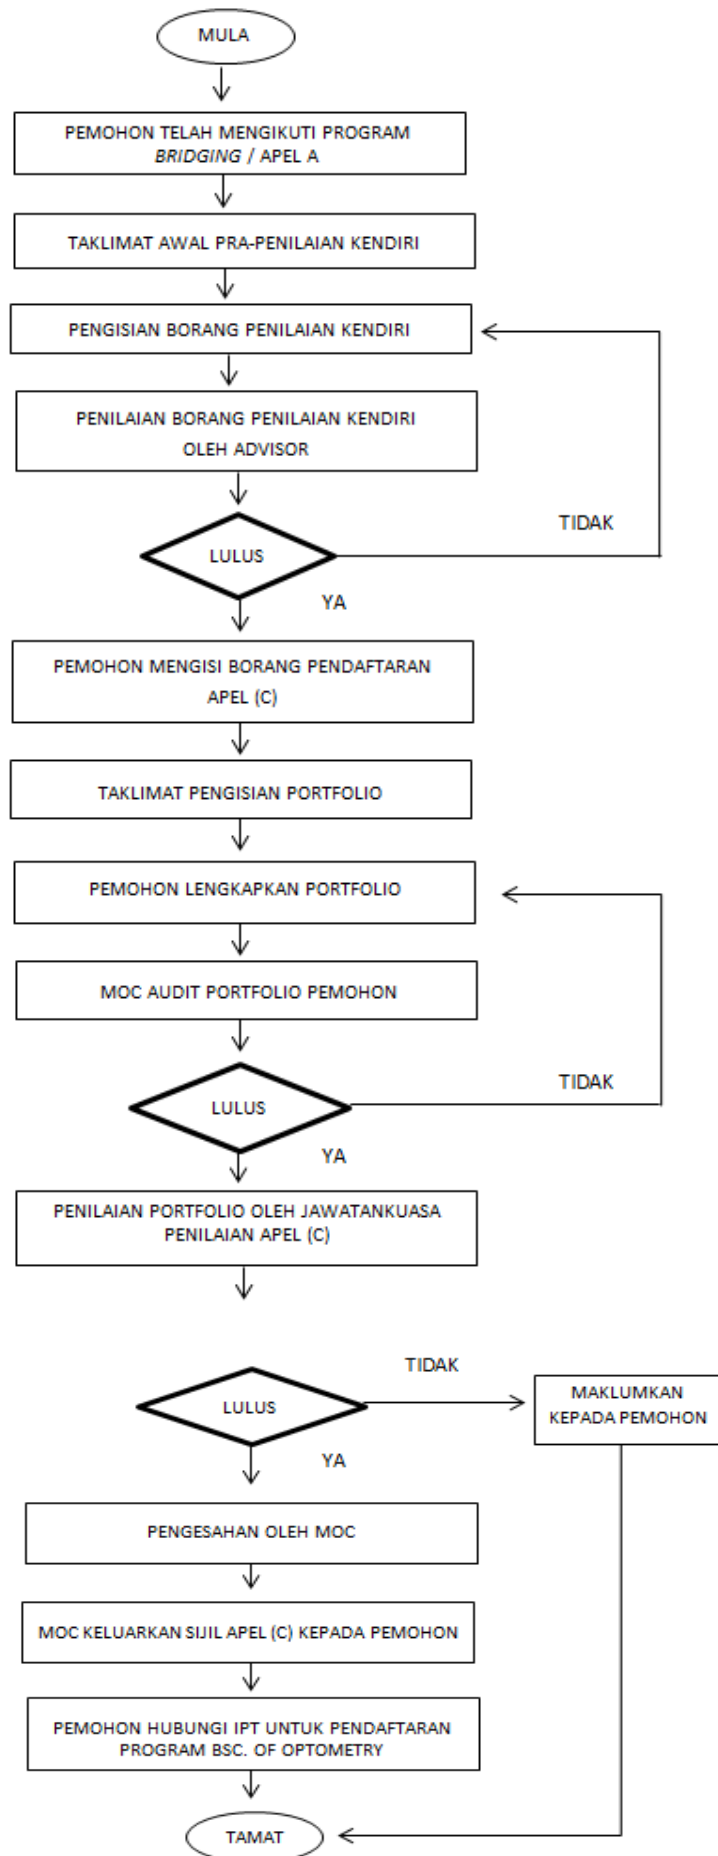 MULA
PEMOHON TELAH MENGIKUTI PROGRAM
BRIDGING / APEL A
TAKLIMAT AWAL PRA-PENILAIAN KENDIRI
PENGISIAN BORANG PENILAIAN KENDIRI
PENILAIAN BORANG PENILAIAN KENDIRI
OLEH ADVISOR
TIDAK
LULUS
YA
PEMOHON MENGISI BORANG PENDAFTARAN
APEL (C)
TAKLIMAT PENGISIAN PORTFOLIO
PEMOHON LENGKAPKAN PORTFOLIO
MOC AUDIT PORTFOLIO PEMOHON
TIDAK
LULUS
YA
PENILAIAN PORTFOLIO OLEH JAWATANKUASA
PENILAIAN APEL (C)
TIDAK
LULUS
MAKLUMKAN
KEPADA PEMOHON
YA
PENGESAHAN OLEH MOC
MOC KELUARKAN SIJIL APEL (C) KEPADA PEMOHON
PEMOHON HUBUNGI IPT UNTUK PENDAFTARAN
PROGRAM BSC. OF OPTOMETRY
TAMAT